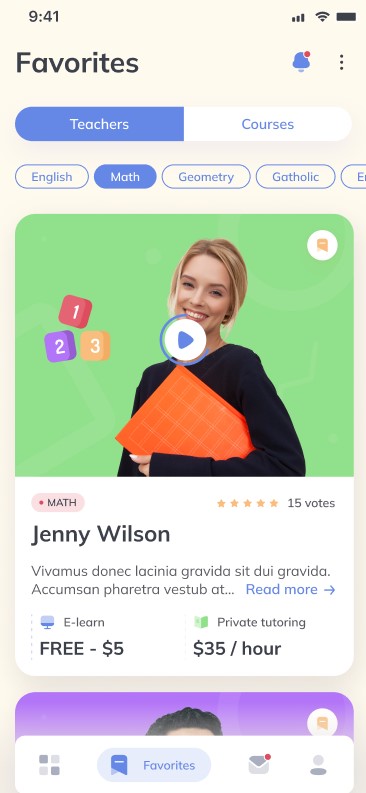 9:41
Favorites
Teachers Courses
English Math Geometry Gatholic
1
2 3
MATH 15 votes
Jenny Wilson
Vivamus donec lacinia gravida sit dui gravida.
Accumsan pharetra vestub at... Read more →
E-learn Private tutoring
FREE - $5 $35 / hour
Favorites